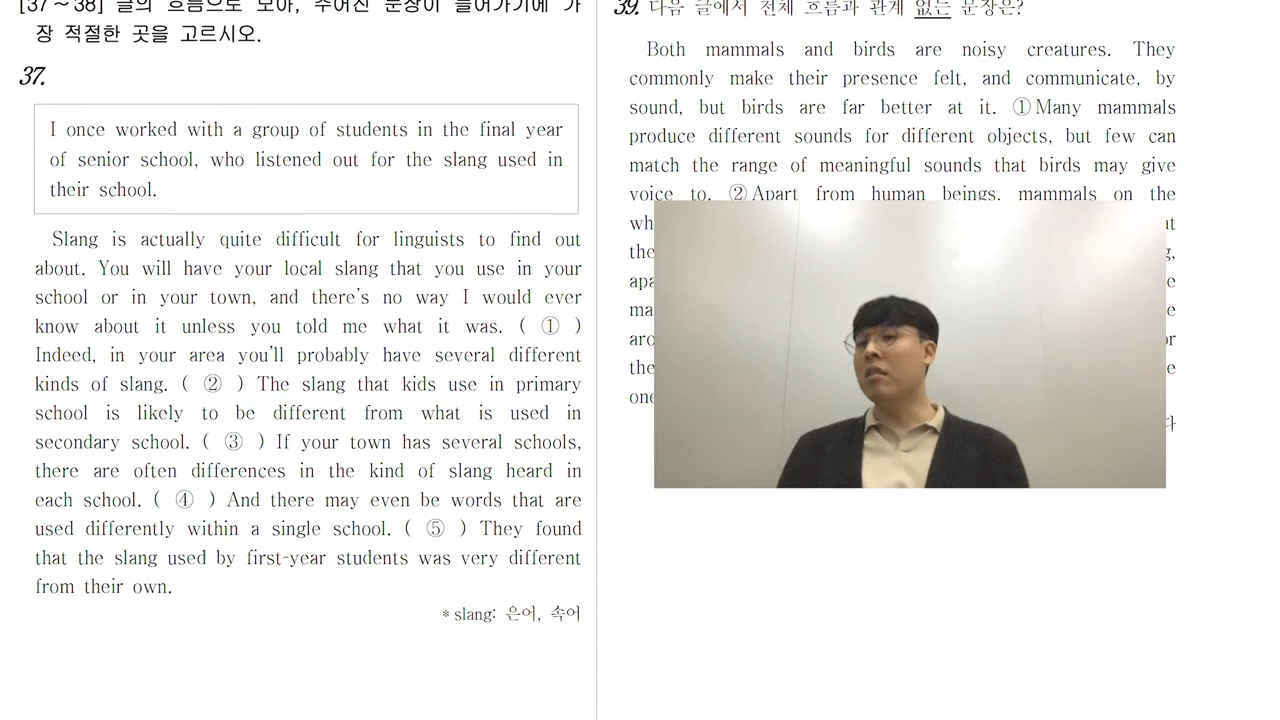 [37～38] 글의 흐름으로 보아, 주어진 문장이 들어가기에 가
장 적절한 곳을 고르시오.
37.
I once worked with a group of students in the final year
of senior school, who listened out for the slang used in
their school.
Slang is actually quite difficult for linguists to find out
about. You will have your local slang that you use in your
school or in your town, and there's no way I would ever
know about it unless you told me what it was. ( ① )
Indeed, in your area you'll probably have several different
kinds of slang. ( ② ) The slang that kids use in primary
school is likely to be different from what is used in
secondary school. ( ③ ) If your town has several schools,
there are often differences in the kind of slang heard in
each school. ( ④ ) And there may even be words that are
used differently within a single school. ( ⑤ ) They found
that the slang used by first-year students was very different
from their own.
* slang: 은어, 속어
39. 다음 글에서 전체 흐름과 관계 없는 문장은?
Both mammals and birds are noisy creatures. They
commonly make their presence felt, and communicate, by
sound, but birds are far better at it. ① Many mammals
produce different sounds for different objects, but few can
match the range of meaningful sounds that birds may give
voice to. ② Apart from human beings, mammals on the